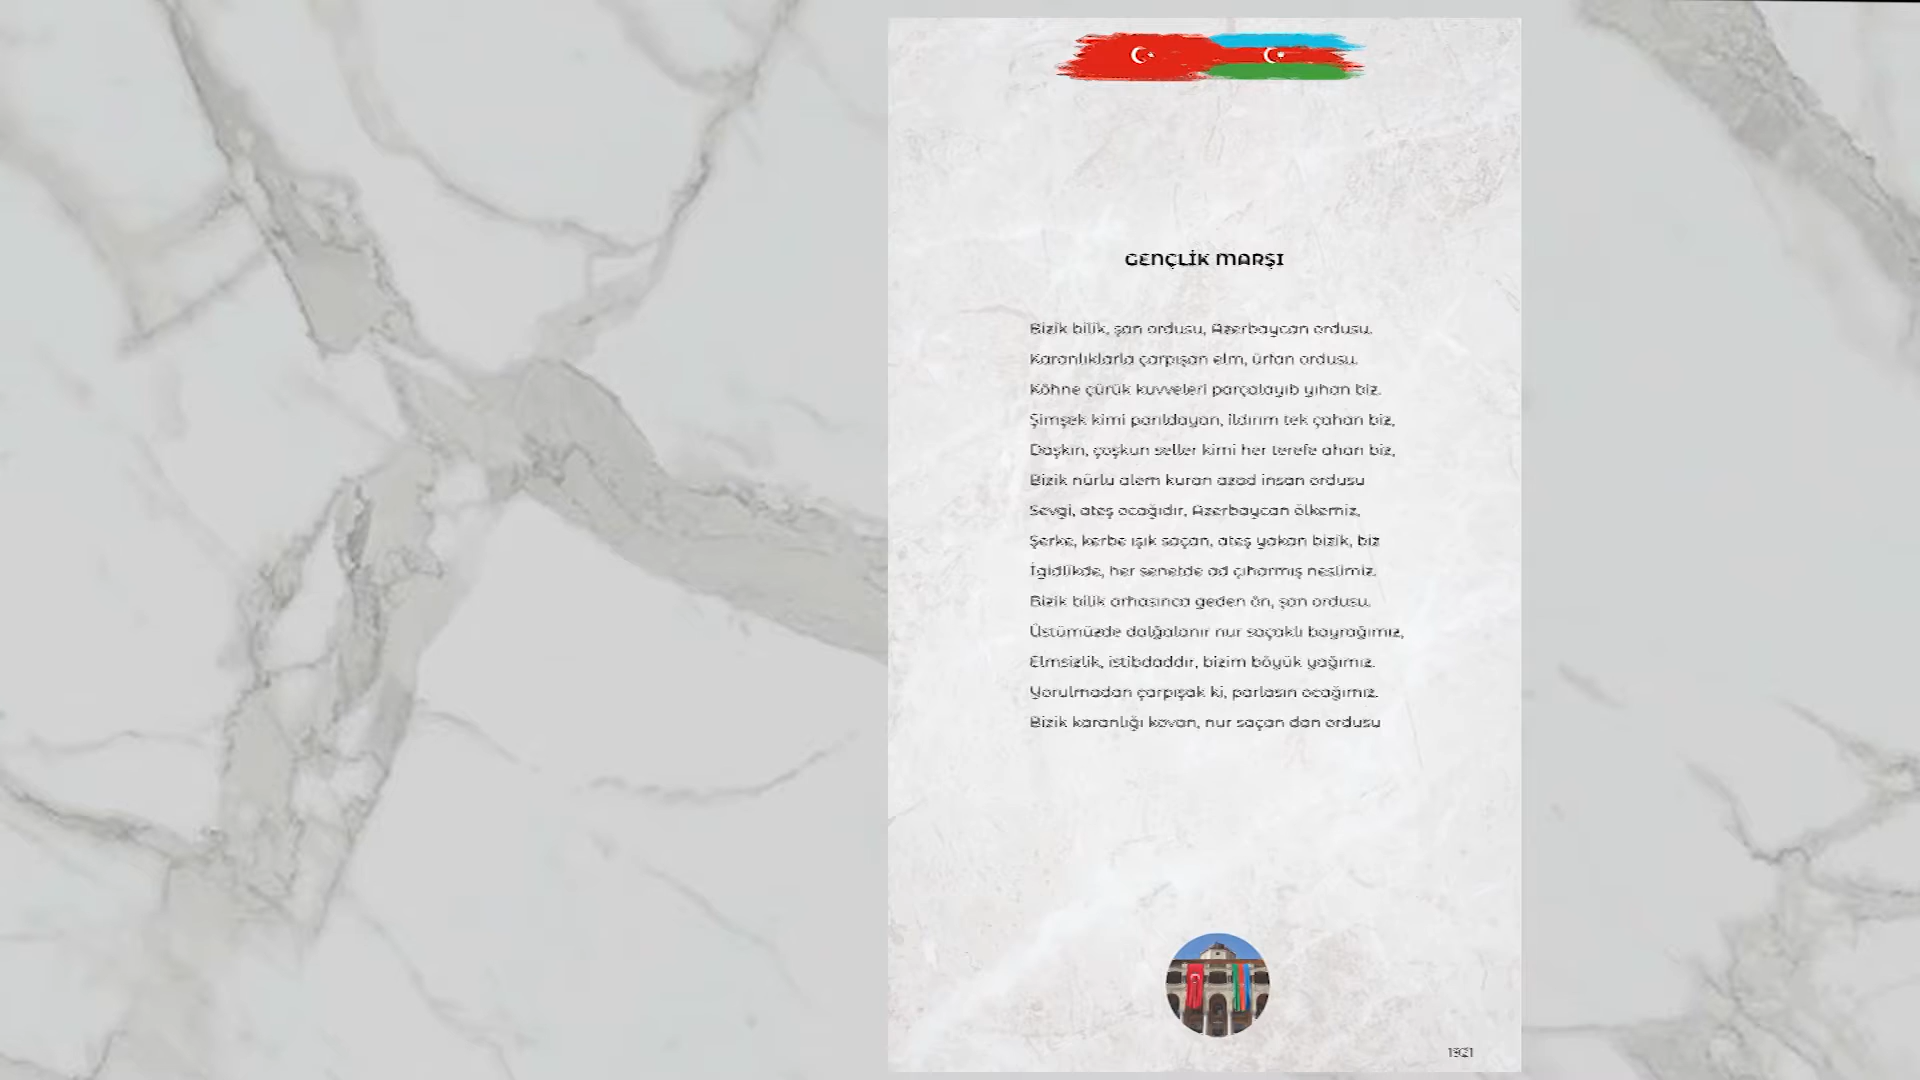 GENÇLİK MARŞI
Bizik bilik, şan ordusu, Azerbaycan ordusu.
Karanlıklarla çarpışan elm, ürfan ordusu.
Köhne çürük kuvveleri parçalayıb yıhan biz.
Şimşek kimi parıldayan, ildırım tek çahan biz,
Daşkın, çoşkun seller kimi her terefe ahan biz,
Bizik nürlu alem kuran azad insan ordusu
Sevgi, ateş ocağıdır, Azerbaycan ölkemiz,
Şerke, kerbe ışık saçan, ateş yakan bizik, biz
İgidlikde, her senetde ad çıharmış neslimiz.
Bizik bilik arhasınca geden ön, şan ordusu.
Üstümüzde dalğalanır nur saçaklı bayrağımız,
Elmsizlik, istibdaddır, bizim böyük yağımız.
Yorulmadan çarpışak ki, parlasın ocağımız.
Bizik karanlığı kovan, nur saçan dan ordusu
1921